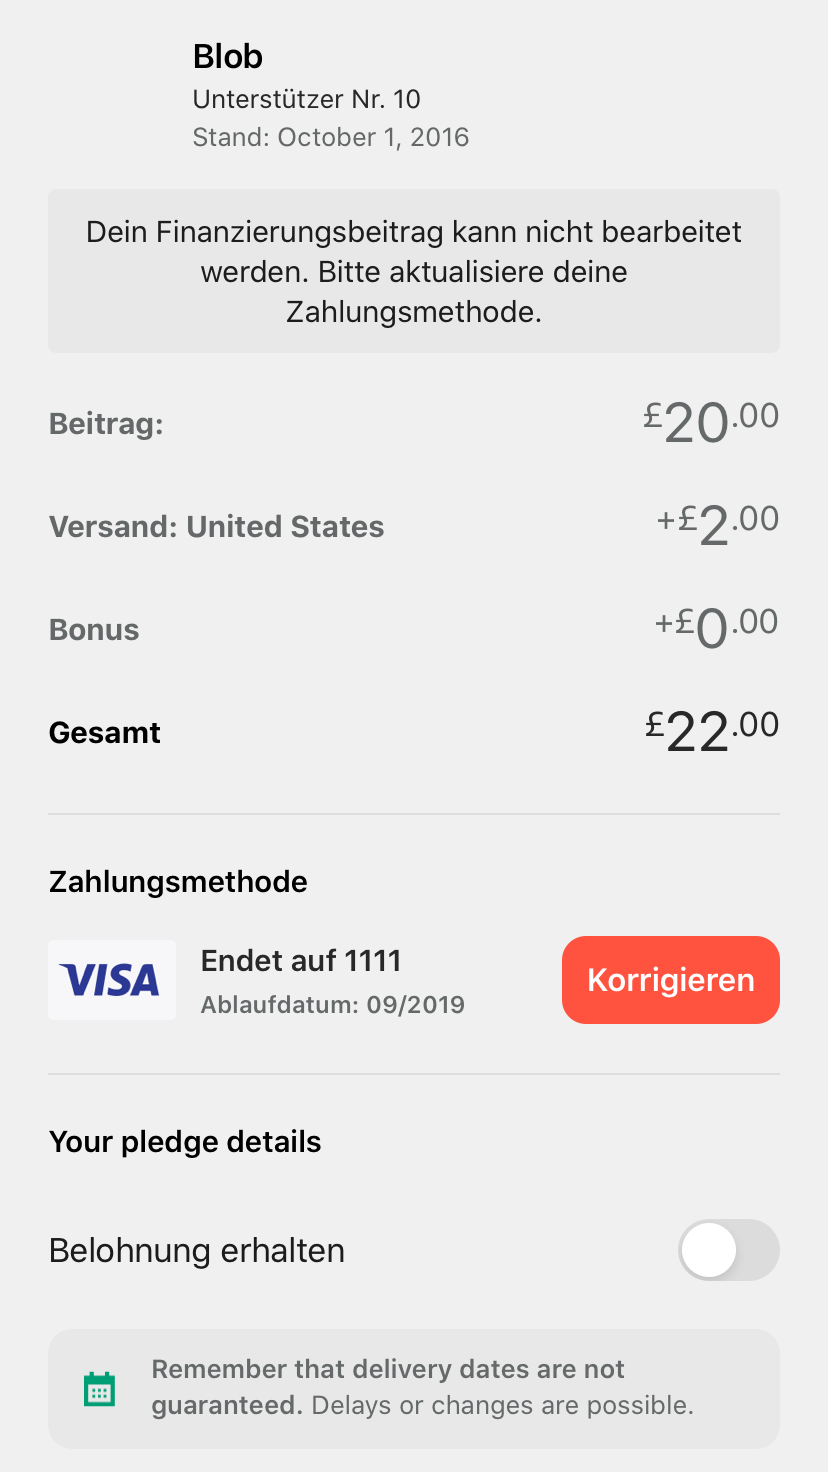 Blob
Unterstützer Nr. 10
Stand: October 1, 2016
Dein Finanzierungsbeitrag kann nicht bearbeitet
werden. Bitte aktualisiere deine
Zahlungsmethode.
Beitrag: £20.00
Versand: United States +£2.00
Bonus +£0.00
Gesamt £22.00
Zahlungsmethode
VISA
Endet auf 1111
Ablaufdatum: 09/2019
Korrigieren
Your pledge details
Belohnung erhalten
Remember that delivery dates are not
guaranteed. Delays or changes are possible.